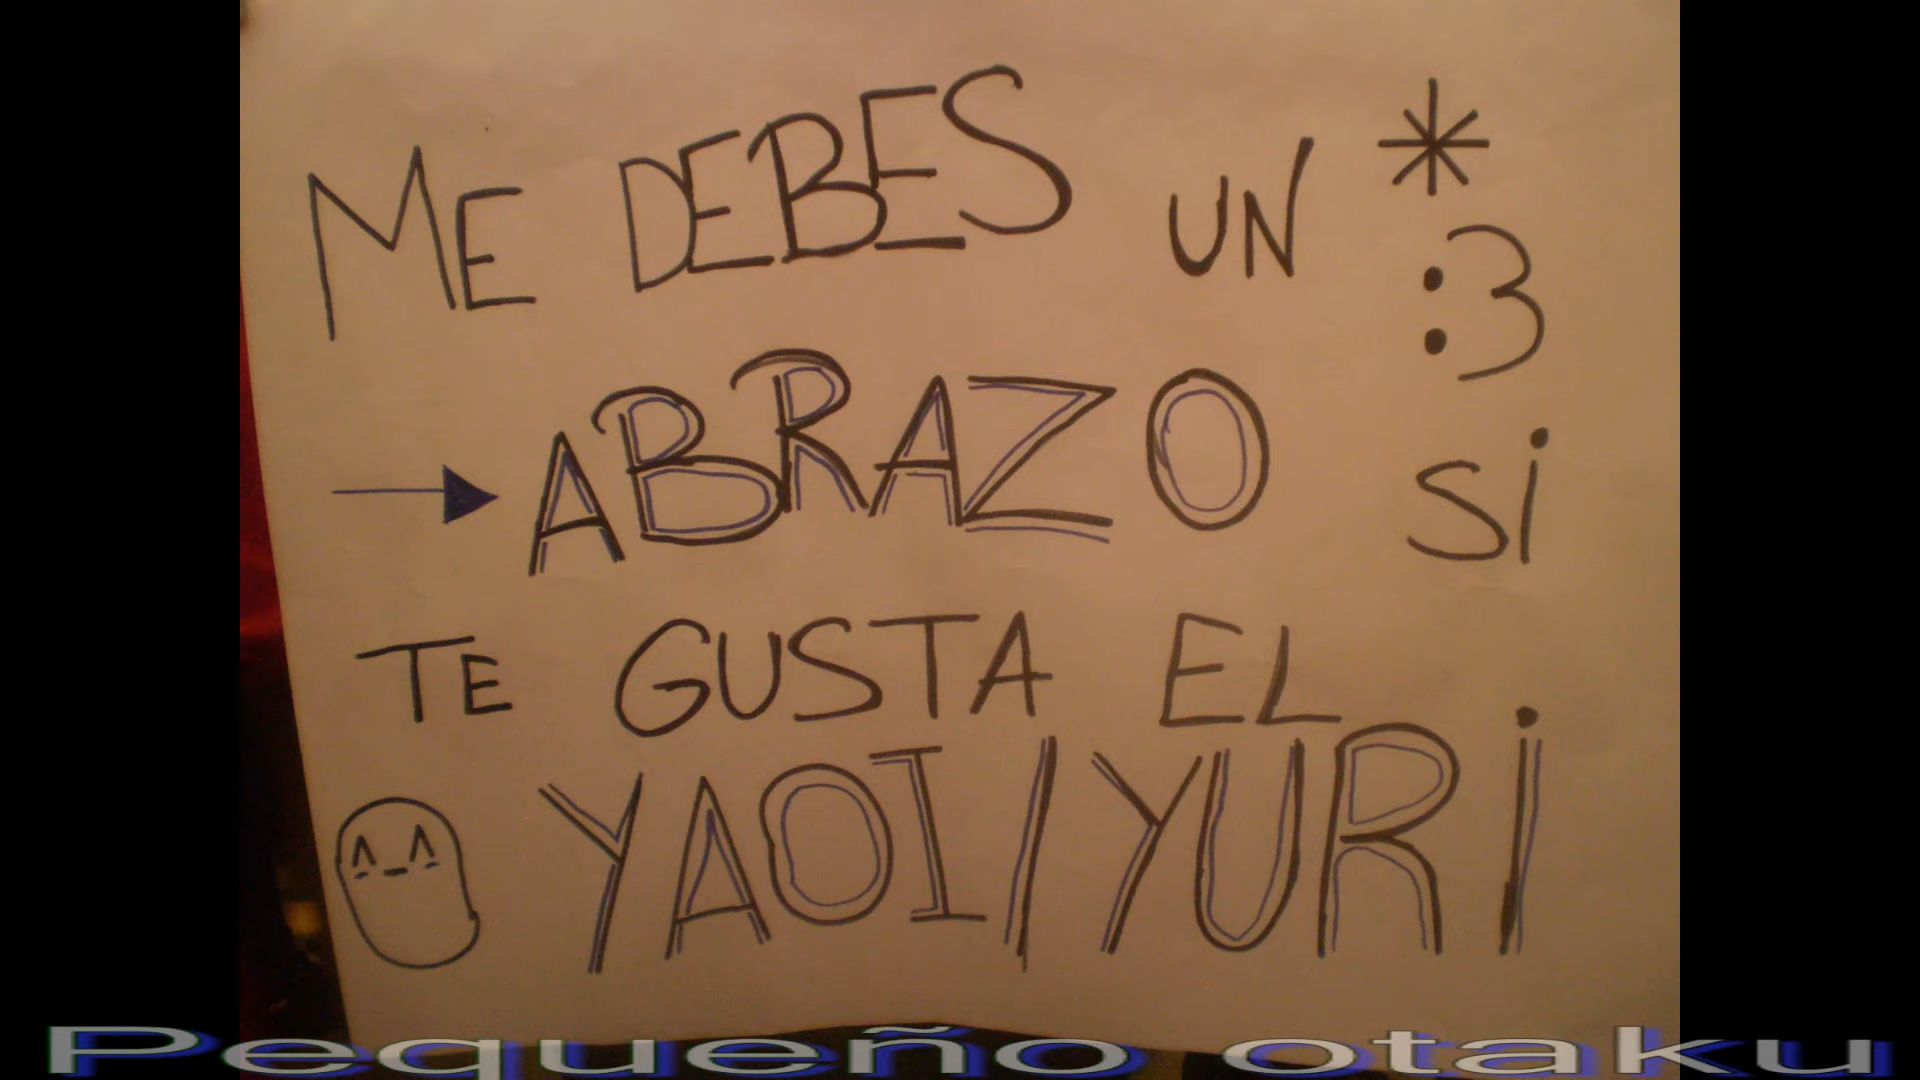 ME DEBES UN *
:3
→ ABRAZO Si
TE GUSTA EL
YAOI/YURi
Pequeño otaku